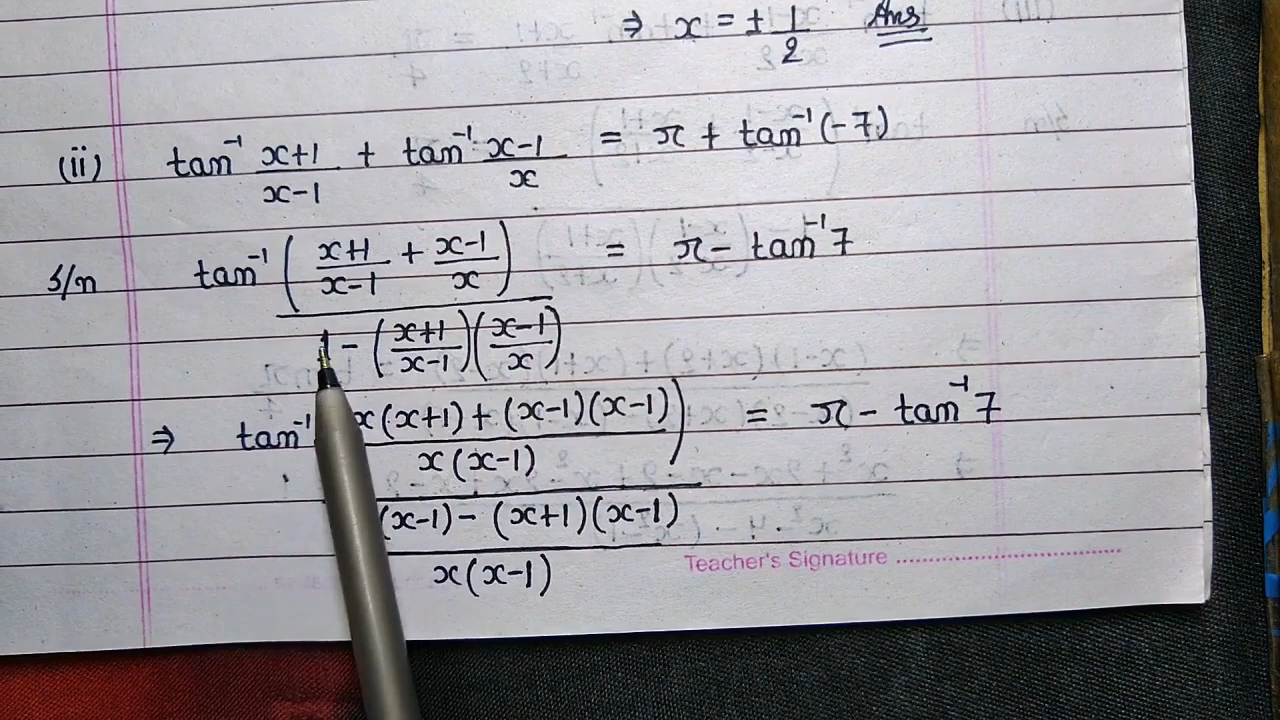 ⇒ x = ± 1/2 Ans
(ii) tan⁻¹ (x+1)/(x-1) + tan⁻¹ (x-1)/x = π + tan⁻¹(-7)
S/n tan⁻¹ ( (x+1)/(x-1) + (x-1)/x ) = π - tan⁻¹7
1 - ((x+1)/(x-1)) ((x-1)/x)
⇒ tan⁻¹ x(x+1) + (x-1)(x-1) ) = π - tan⁻¹7
x(x-1)
(x-1) - (x+1)(x-1)
Teacher's Signature
x(x-1)